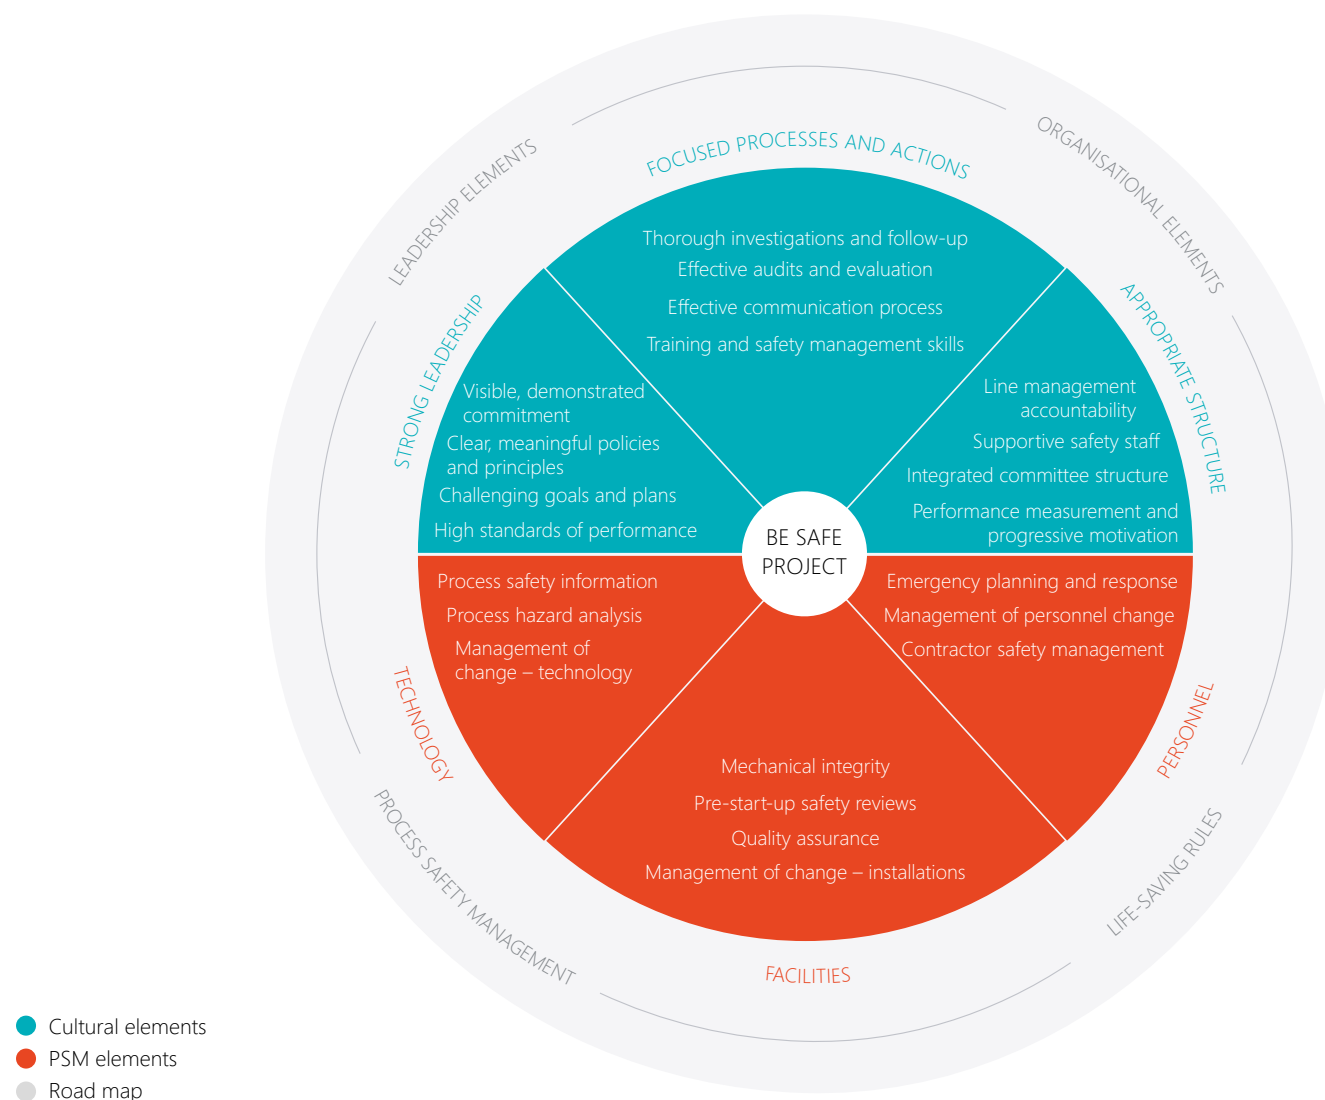 LEADERSHIP ELEMENTS
ORGANISATIONAL ELEMENTS
FOCUSED PROCESSES AND ACTIONS
Thorough investigations and follow-up
Effective audits and evaluation
Effective communication process
Training and safety management skills
STRONG LEADERSHIP
Visible, demonstrated
commitment
Clear, meaningful policies
and principles
Challenging goals and plans
High standards of performance
APPROPRIATE STRUCTURE
Line management
accountability
Supportive safety staff
Integrated committee structure
Performance measurement and
progressive motivation
BE SAFE
PROJECT
Process safety information
Process hazard analysis
Management of
change – technology
TECHNOLOGY
Emergency planning and response
Management of personnel change
Contractor safety management
PERSONNEL
Mechanical integrity
Pre-start-up safety reviews
Quality assurance
Management of change – installations
FACILITIES
PROCESS SAFETY MANAGEMENT
LIFE-SAVING RULES
Cultural elements
PSM elements
Road map